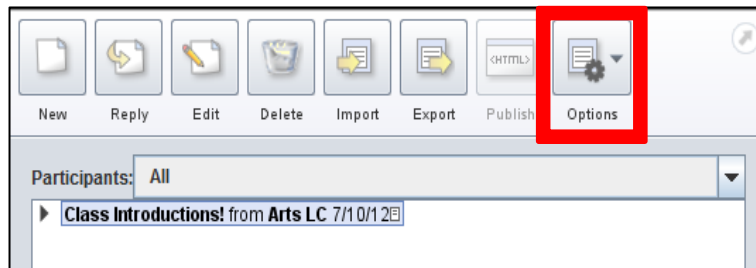 <HTML>
New Reply Edit Delete Import Export Publish Options
Participants: All
Class Introductions! from Arts LC 7/10/12